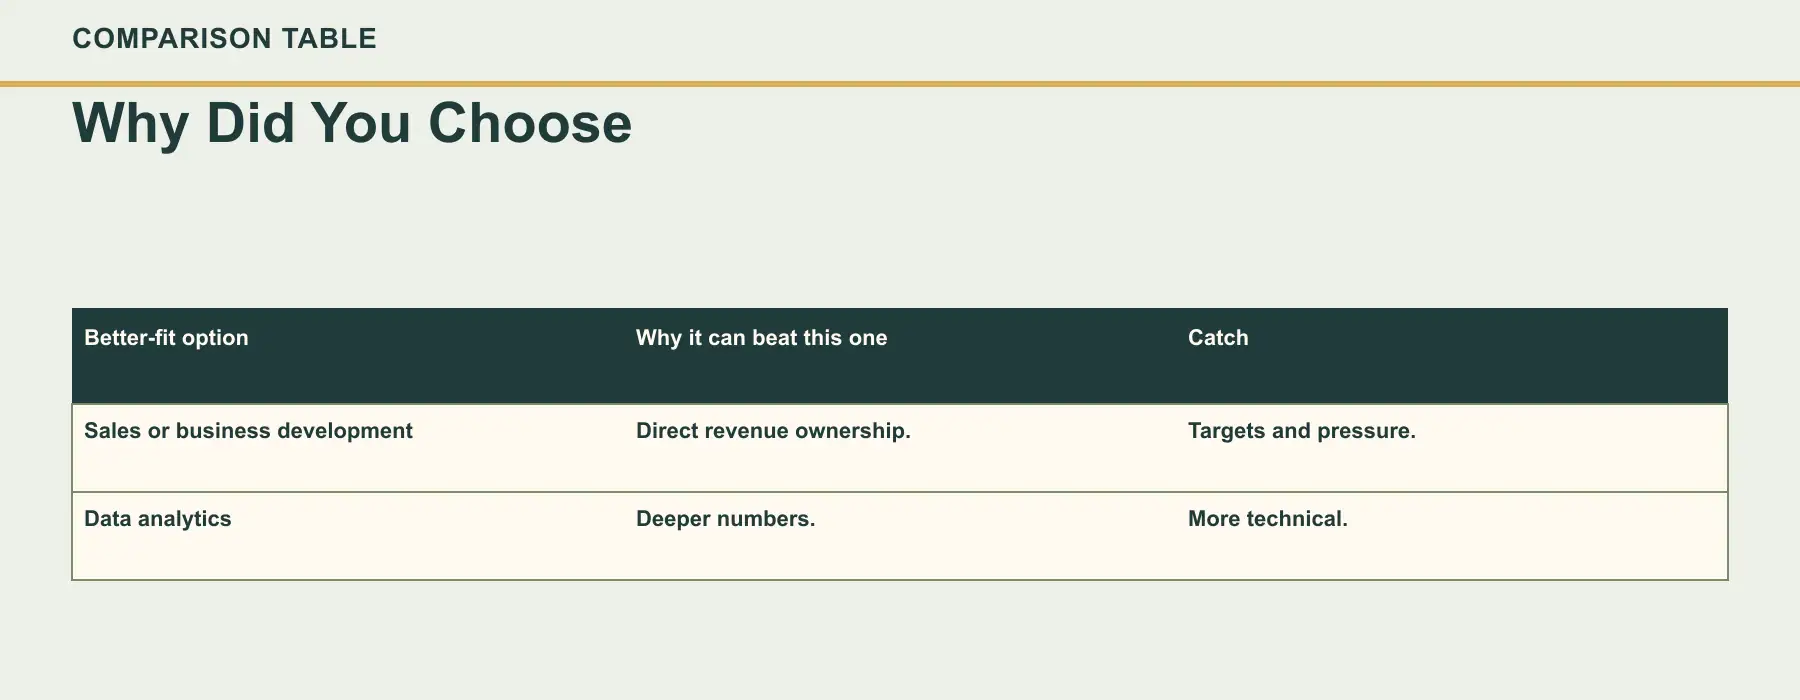 COMPARISON TABLE
Why Did You Choose
Better-fit option Why it can beat this one Catch
Sales or business development Direct revenue ownership. Targets and pressure.
Data analytics Deeper numbers. More technical.